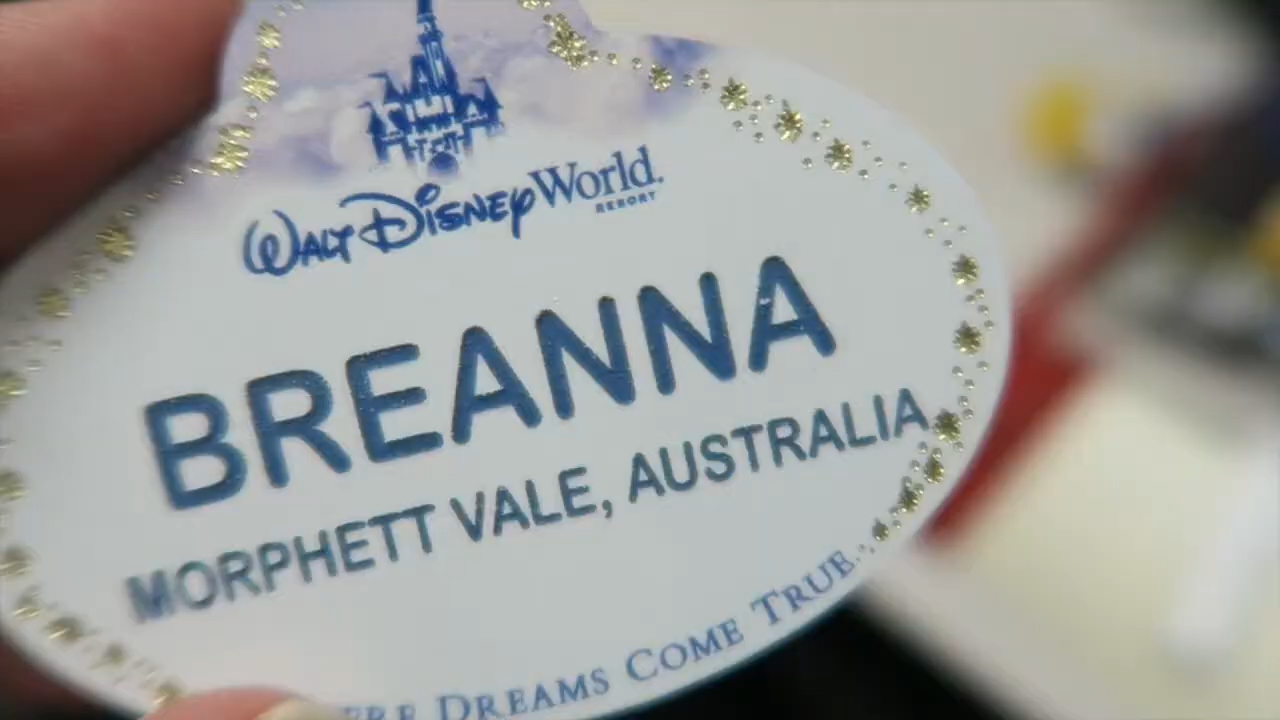 WALT DISNEY World.
RESORT
BREANNA
MORPHETT VALE, AUSTRALIA
DREAMS COME TRUE